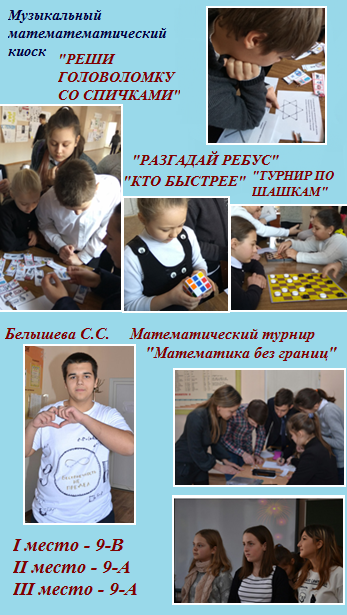 Музыкальный
матемaтематический
киоск
"РЕШИ
ГОЛОВОЛОМКУ
СО СПИЧКАМИ"
"РАЗГАДАЙ РЕБУС"
"КТО БЫСТРЕЕ"
"ТУРНИР ПО
ШАШКАМ"
Белышева С.С.
Математический турнир
"Математика без границ"
I место - 9-В
II место - 9-А
III место - 9-А